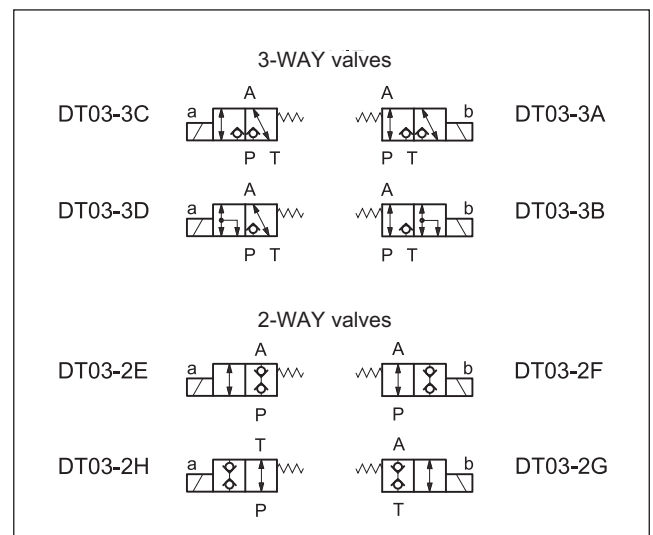 3-WAY valves
DT03-3C a A P T
A P T b DT03-3A
DT03-3D a A P T
A P T b DT03-3B
2-WAY valves
DT03-2E a A P
A P b DT03-2F
DT03-2H a T P
A T b DT03-2G